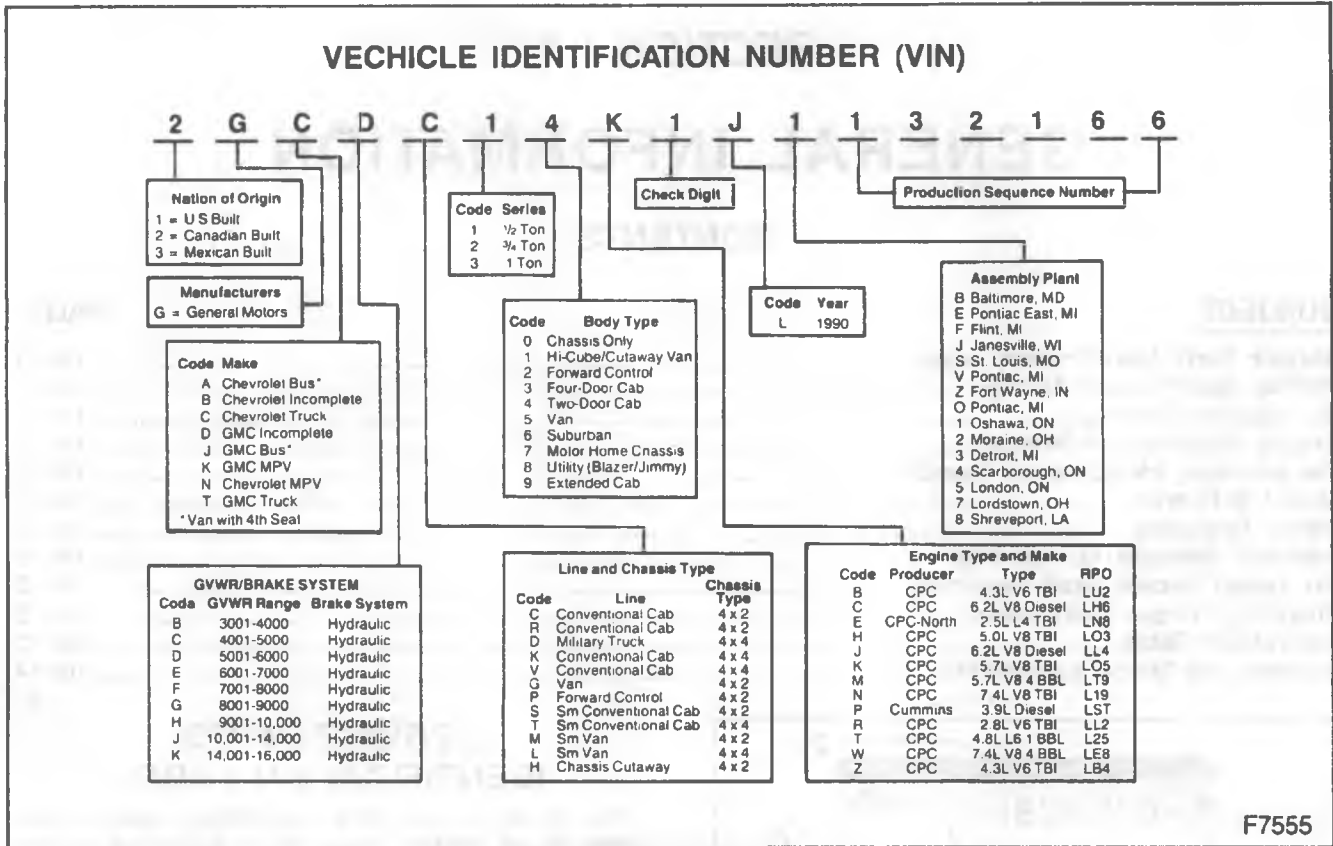 VECHICLE IDENTIFICATION NUMBER (VIN)
2 G C D C 1 4 K 1 J 1 1 3 2 1 6 6
Nation of Origin
1 = US Built
2 = Canadian Built
3 = Mexican Built
Manufacturers
G = General Motors
Code Make
A Chevrolet Bus*
B Chevrolet Incomplete
C Chevrolet Truck
D GMC Incomplete
J GMC Bus*
K GMC MPV
N Chevrolet MPV
T GMC Truck
*Van with 4th Seat
GVWR/BRAKE SYSTEM
Code GVWR Range Brake System
B 3001-4000 Hydraulic
C 4001-5000 Hydraulic
D 5001-6000 Hydraulic
E 6001-7000 Hydraulic
F 7001-8000 Hydraulic
G 8001-9000 Hydraulic
H 9001-10,000 Hydraulic
J 10,001-14,000 Hydraulic
K 14,001-16,000 Hydraulic
Code Series
1 1/2 Ton
2 3/4 Ton
3 1 Ton
Code Body Type
0 Chassis Only
1 Hi-Cube/Cutaway Van
2 Forward Control
3 Four-Door Cab
4 Two-Door Cab
5 Van
6 Suburban
7 Motor Home Chassis
8 Utility (Blazer/Jimmy)
9 Extended Cab
Line and Chassis Type
Code Line Chassis Type
C Conventional Cab 4 x 2
R Conventional Cab 4 x 2
D Military Truck 4 x 4
K Conventional Cab 4 x 4
V Conventional Cab 4 x 4
G Van 4 x 2
P Forward Control 4 x 2
S Sm Conventional Cab 4 x 2
T Sm Conventional Cab 4 x 4
M Sm Van 4 x 2
L Sm Van 4 x 4
H Chassis Cutaway 4 x 2
Check Digit
Code Year
L 1990
Production Sequence Number
Assembly Plant
B Baltimore, MD
E Pontiac East, MI
F Flint, MI
J Janesville, WI
S St. Louis, MO
V Pontiac, MI
Z Fort Wayne, IN
O Pontiac, MI
1 Oshawa, ON
2 Moraine, OH
3 Detroit, MI
4 Scarborough, ON
5 London, ON
7 Lordstown, OH
8 Shreveport, LA
Engine Type and Make
Code Producer Type RPO
B CPC 4.3L V6 TBI LU2
C CPC 6.2L V8 Diesel LH6
E CPC-North 2.5L L4 TBI LN8
H CPC 5.0L V8 TBI LO3
J CPC 6.2L V8 Diesel LL4
K CPC 5.7L V8 TBI LO5
M CPC 5.7L V8 4 BBL LT9
N CPC 7.4L V8 TBI L19
P Cummins 3.9L Diesel LST
R CPC 2.8L V6 TBI LL2
T CPC 4.8L L6 1 BBL L25
W CPC 7.4L V8 4 BBL LE8
Z CPC 4.3L V6 TBI LB4
F7555